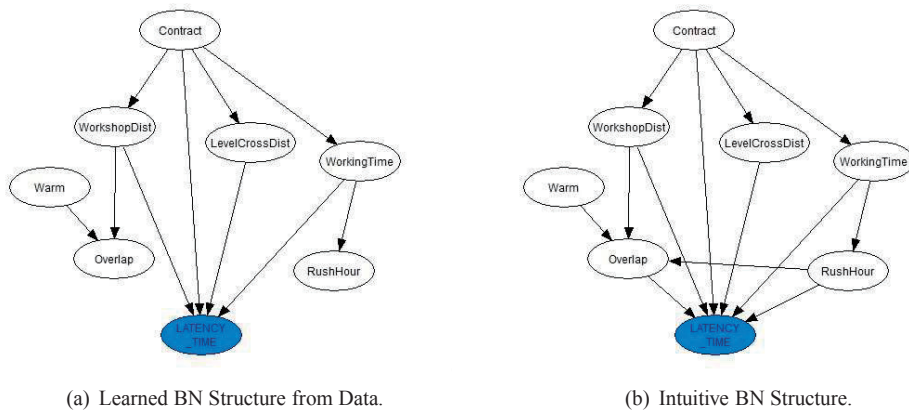 Contract
WorkshopDist
LevelCrossDist
WorkingTime
Warm
Overlap
RushHour
LATENCY
_TIME
(a) Learned BN Structure from Data.
Contract
WorkshopDist
LevelCrossDist
WorkingTime
Warm
Overlap
RushHour
LATENCY
_TIME
(b) Intuitive BN Structure.